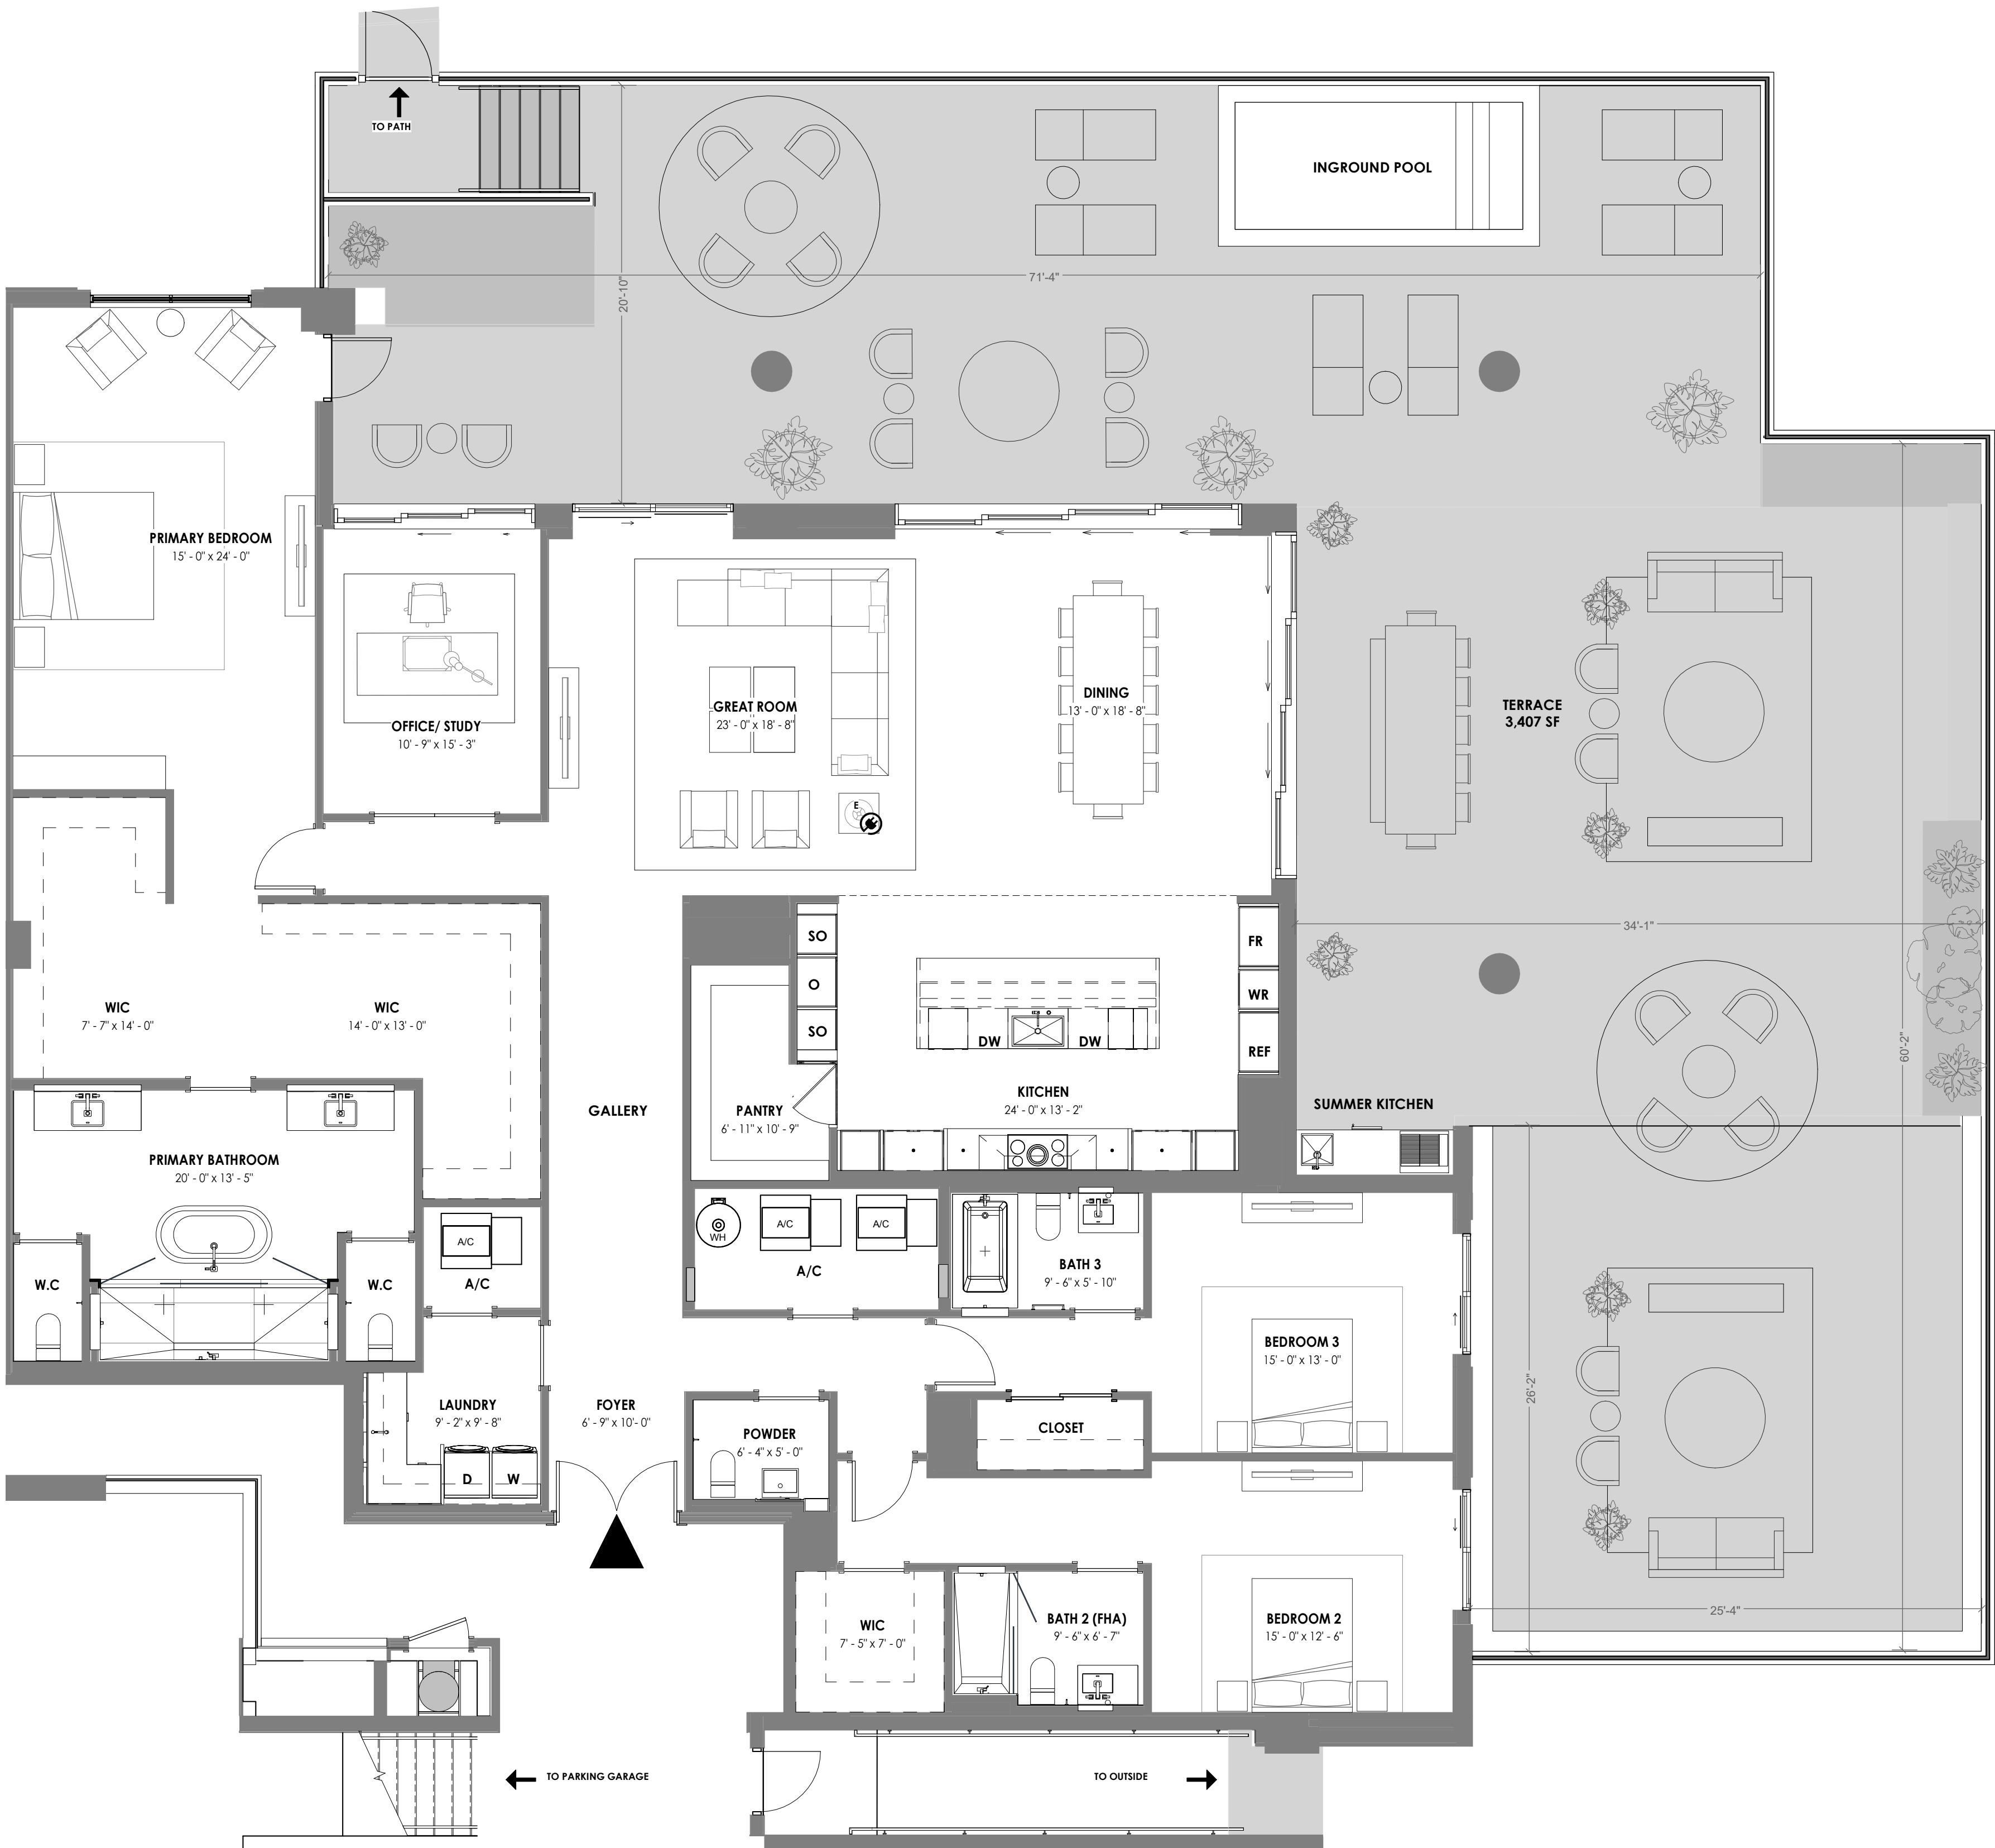 TO PATH
INGROUND POOL
71'-4"
20'-10"
PRIMARY BEDROOM
15' - 0" x 24' - 0"
OFFICE/ STUDY
10' - 9" x 15' - 3"
GREAT ROOM
23' - 0" x 18' - 8"
E
DINING
13' - 0" x 18' - 8"
TERRACE
3,407 SF
34'-1"
60'-2"
WIC
7' - 7" x 14' - 0"
WIC
14' - 0" x 13' - 0"
GALLERY
PANTRY
6' - 11" x 10' - 9"
SO
O
SO
DW
DW
FR
WR
REF
KITCHEN
24' - 0" x 13' - 2"
SUMMER KITCHEN
PRIMARY BATHROOM
20' - 0" x 13' - 5"
W.C
W.C
A/C
A/C
WH
A/C
A/C
A/C
BATH 3
9' - 6" x 5' - 10"
BEDROOM 3
15' - 0" x 13' - 0"
26'-2"
LAUNDRY
9' - 2" x 9' - 8"
D
W
FOYER
6' - 9" x 10'- 0"
POWDER
6' - 4" x 5' - 0"
CLOSET
WIC
7' - 5" x 7' - 0"
BATH 2 (FHA)
9' - 6" x 6' - 7"
BEDROOM 2
15' - 0" x 12' - 6"
25'-4"
TO PARKING GARAGE
TO OUTSIDE